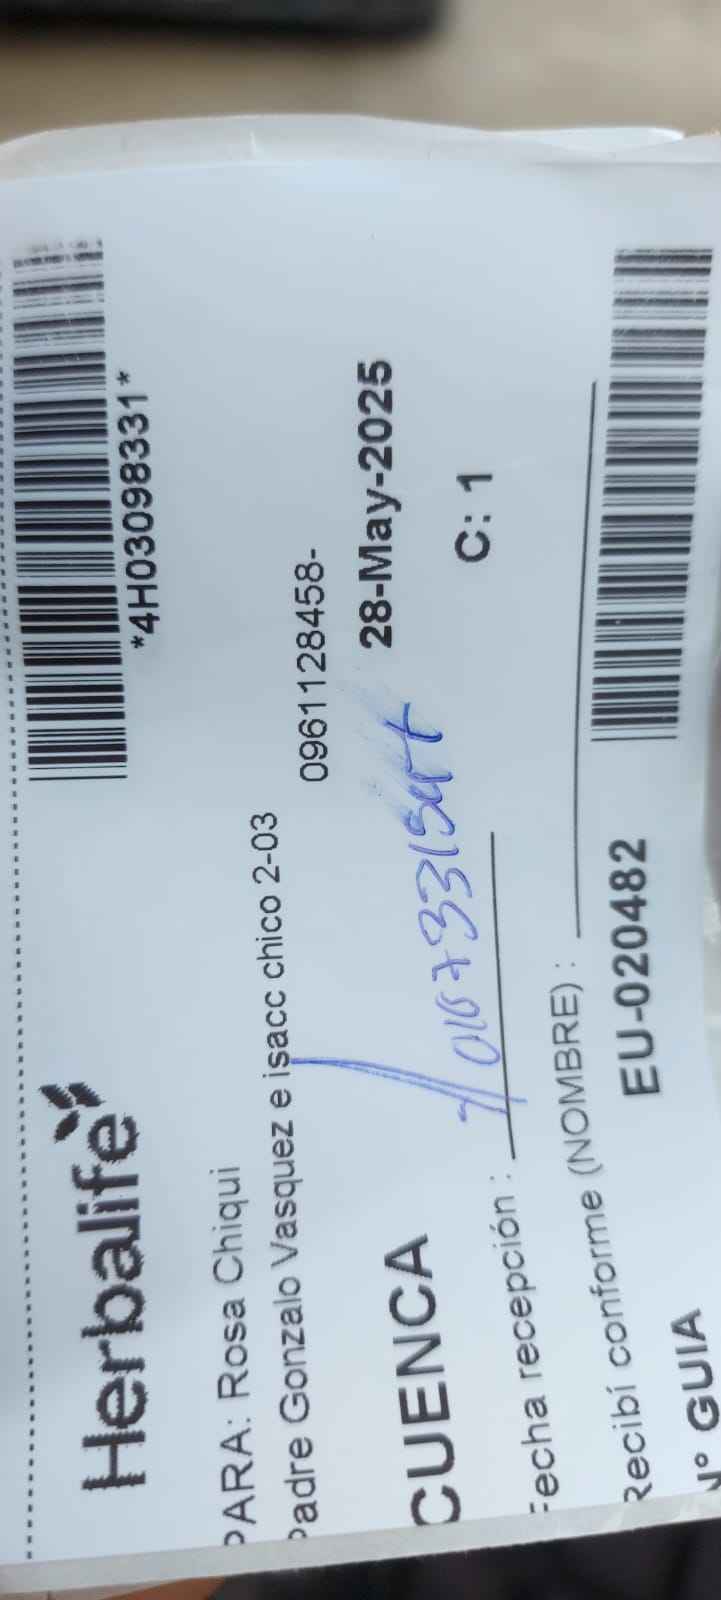 Herbalife
*4H03098331*
PARA: Rosa Chiqui
Padre Gonzalo Vasquez e isacc chico 2-03
0961128458-
CUENCA 28-May-2025
Fecha recepción :
C: 1
Recibí conforme (NOMBRE) :
N° GUIA EU-020482